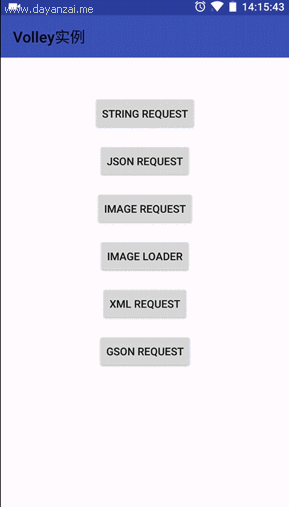 www.dayanzai.me
14:15:43
Volley实例
STRING REQUEST
JSON REQUEST
IMAGE REQUEST
IMAGE LOADER
XML REQUEST
GSON REQUEST